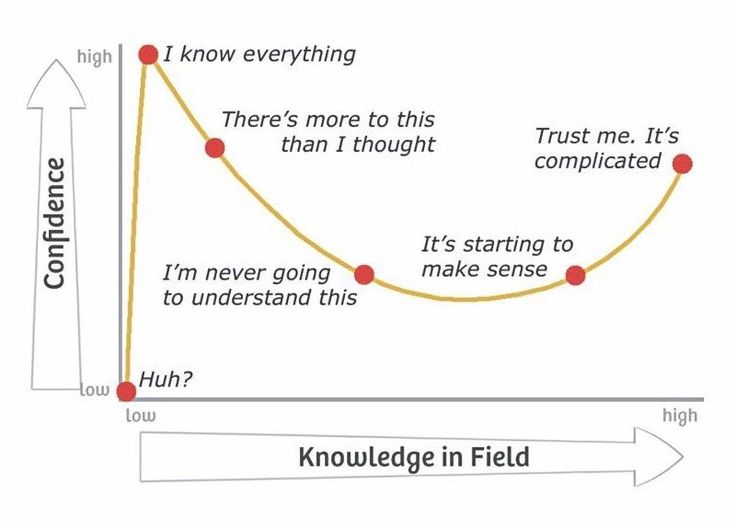 high
I know everything
There's more to this
than I thought
Trust me. It's
complicated
Confidence
It's starting to
make sense
I'm never going
to understand this
Huh?
low
low
high
Knowledge in Field